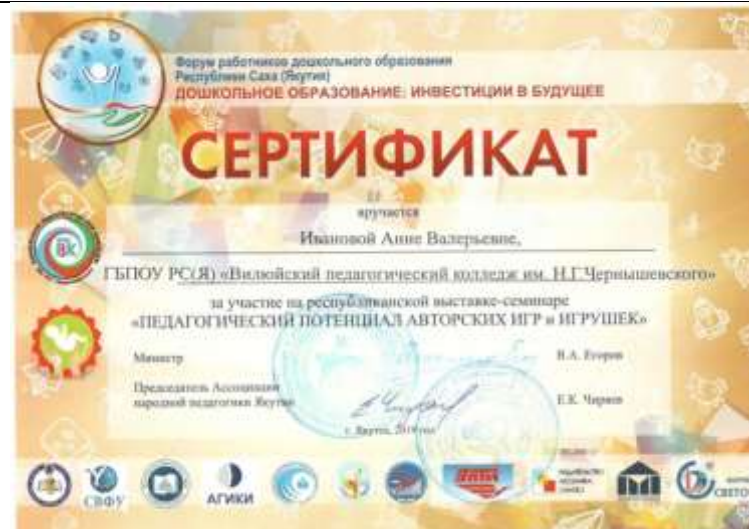 Форум работников дошкольного образования
Республики Саха (Якутия)
ДОШКОЛЬНОЕ ОБРАЗОВАНИЕ: ИНВЕСТИЦИИ В БУДУЩЕЕ
СЕРТИФИКАТ
вручается
Ивановой Анне Валерьевне,
ГБПОУ РС(Я) «Вилюйский педагогический колледж им. Н.Г.Чернышевского»
за участие на республиканской выставке-семинаре
«ПЕДАГОГИЧЕСКИЙ ПОТЕНЦИАЛ АВТОРСКИХ ИГР и ИГРУШЕК»
Министр
В.А. Егоров
Председатель Ассоциации
народной педагогики Якутии
Е.К. Чиряев
г. Якутск,
СВФУ
АГИКИ